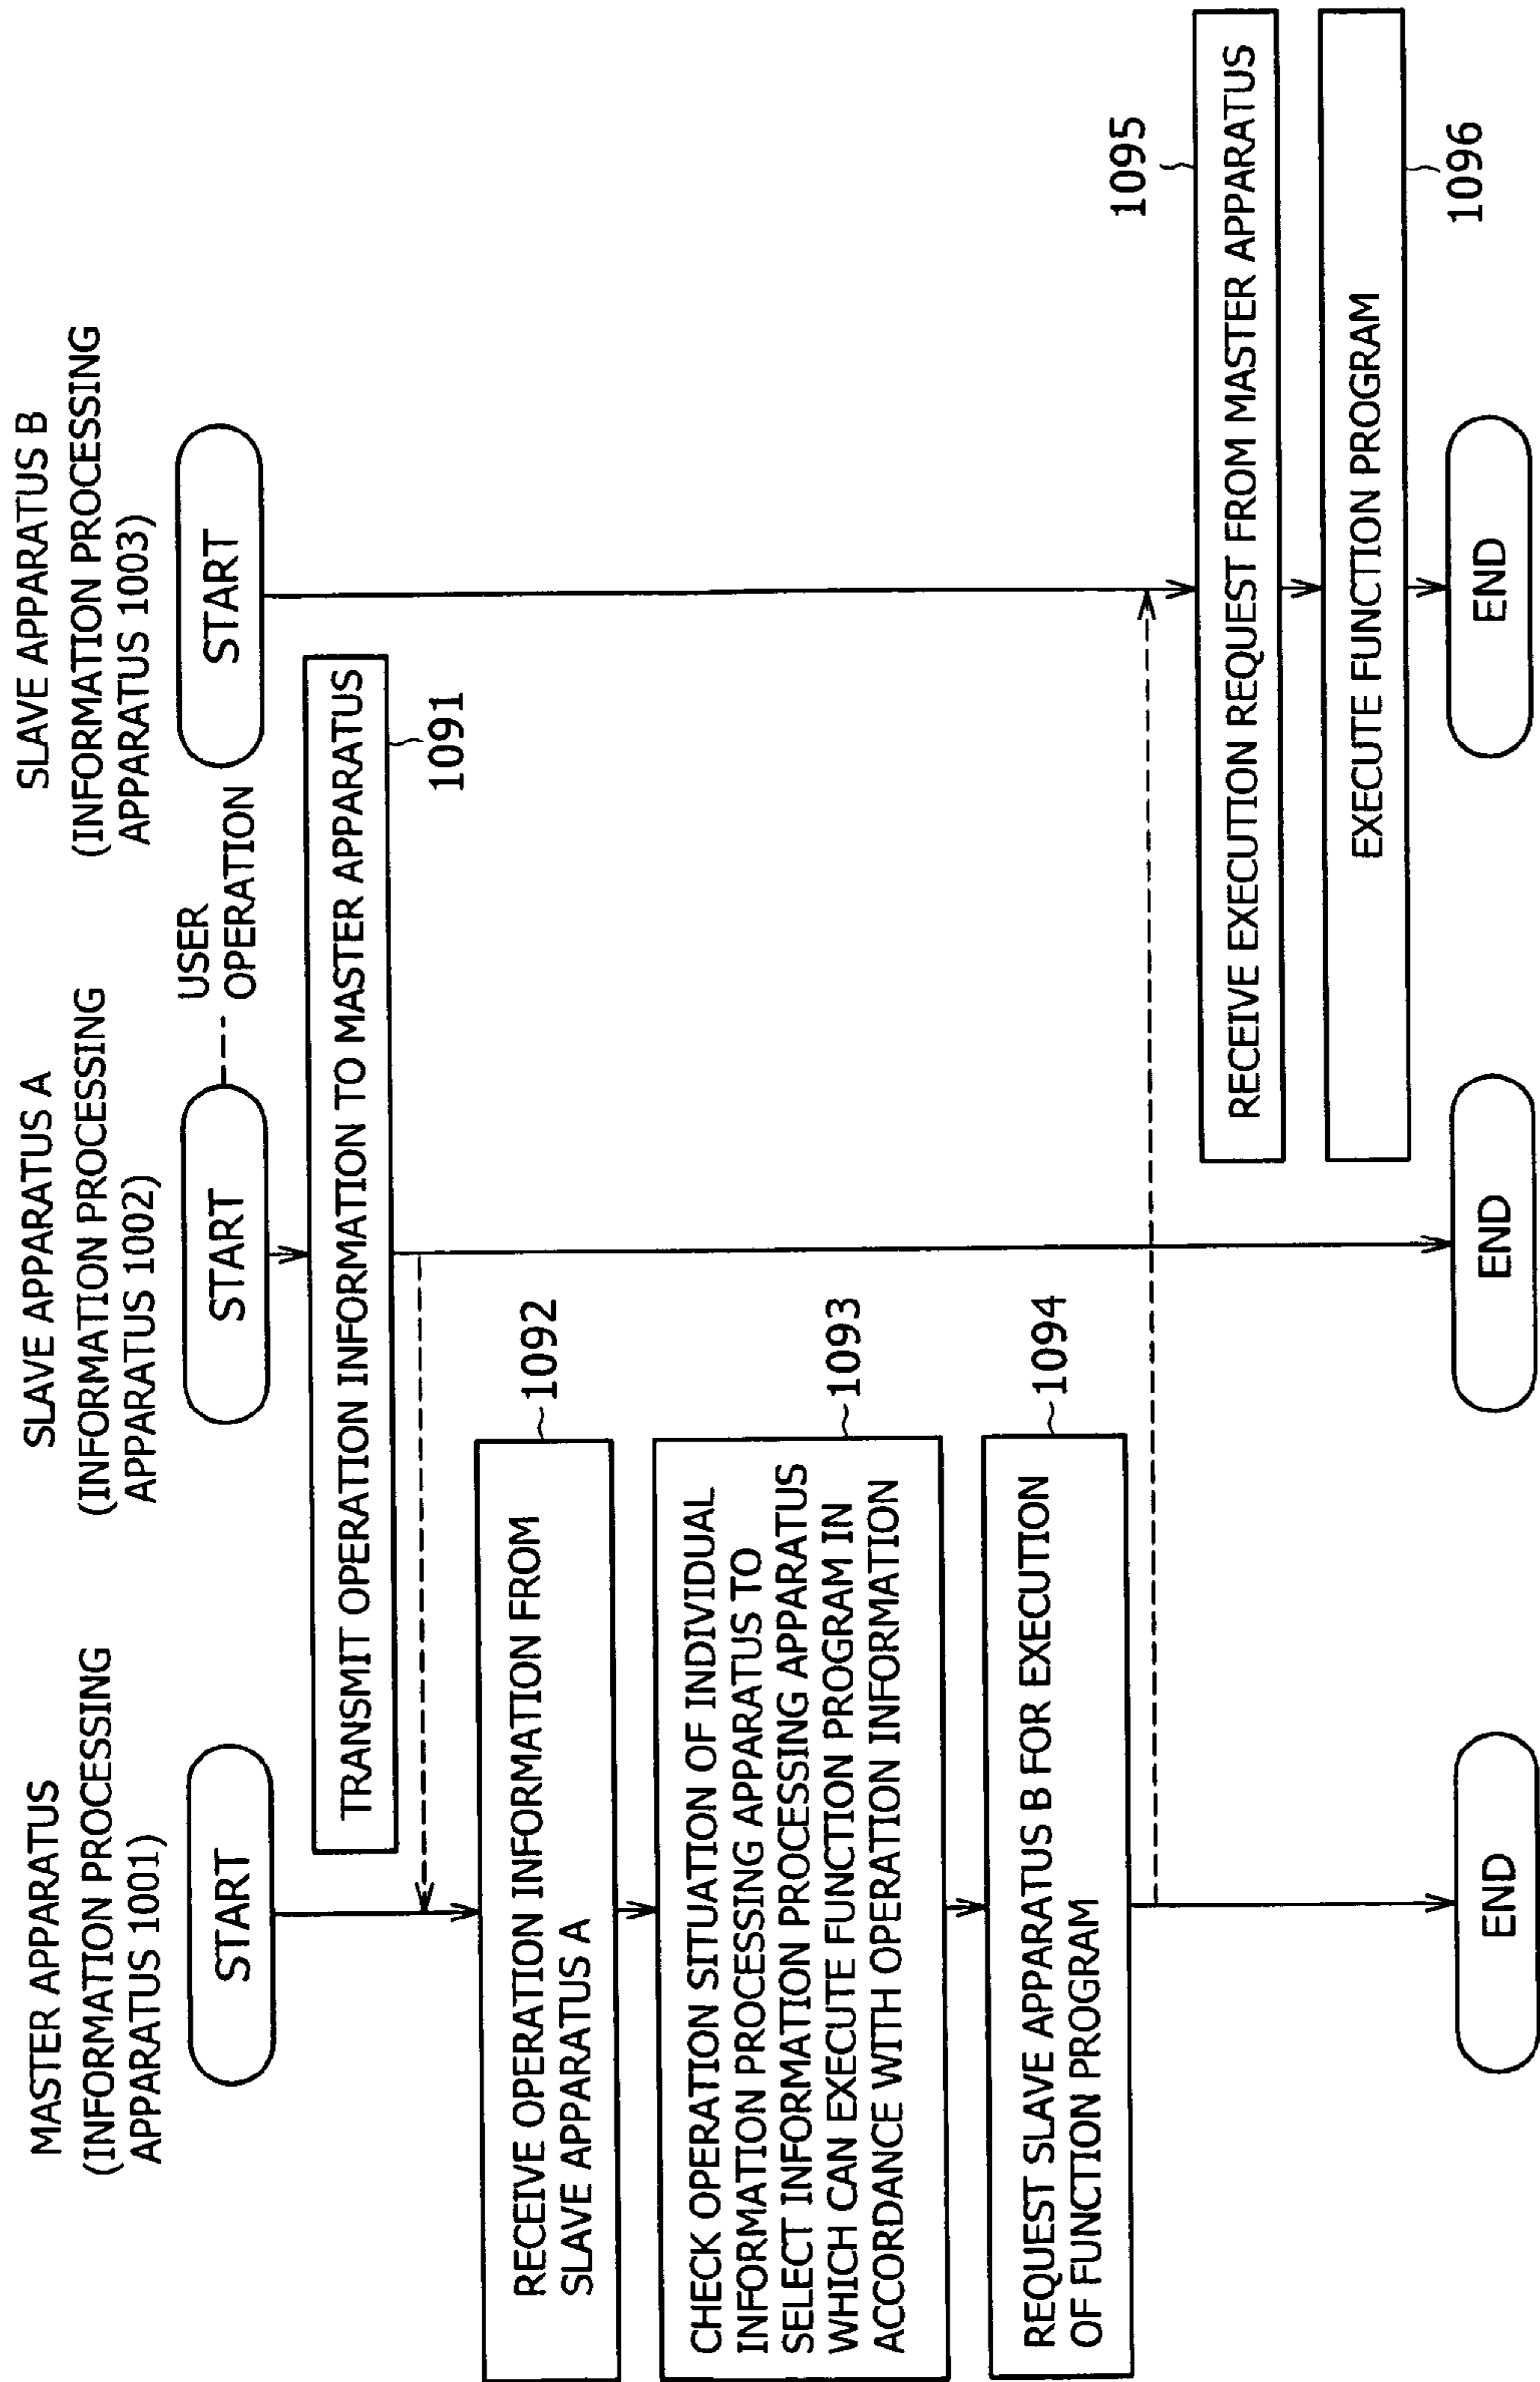 MASTER APPARATUS
(INFORMATION PROCESSING
APPARATUS 1001)
SLAVE APPARATUS A
(INFORMATION PROCESSING
APPARATUS 1002)
SLAVE APPARATUS B
(INFORMATION PROCESSING
APPARATUS 1003)
START
START
USER
OPERATION
START
TRANSMIT OPERATION INFORMATION TO MASTER APPARATUS
1091
RECEIVE OPERATION INFORMATION FROM
SLAVE APPARATUS A
1092
CHECK OPERATION SITUATION OF INDIVIDUAL
INFORMATION PROCESSING APPARATUS TO
SELECT INFORMATION PROCESSING APPARATUS
WHICH CAN EXECUTE FUNCTION PROGRAM IN
ACCORDANCE WITH OPERATION INFORMATION
1093
REQUEST SLAVE APPARATUS B FOR EXECUTION
OF FUNCTION PROGRAM
1094
1095
RECEIVE EXECUTION REQUEST FROM MASTER APPARATUS
EXECUTE FUNCTION PROGRAM
1096
END
END
END